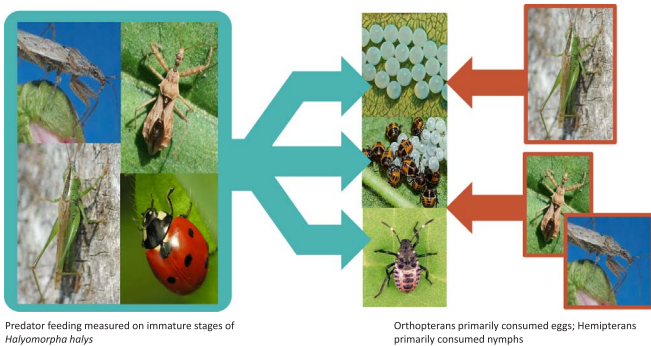 Predator feeding measured on immature stages of
Halyomorpha halys
Orthopterans primarily consumed eggs; Hemipterans
primarily consumed nymphs